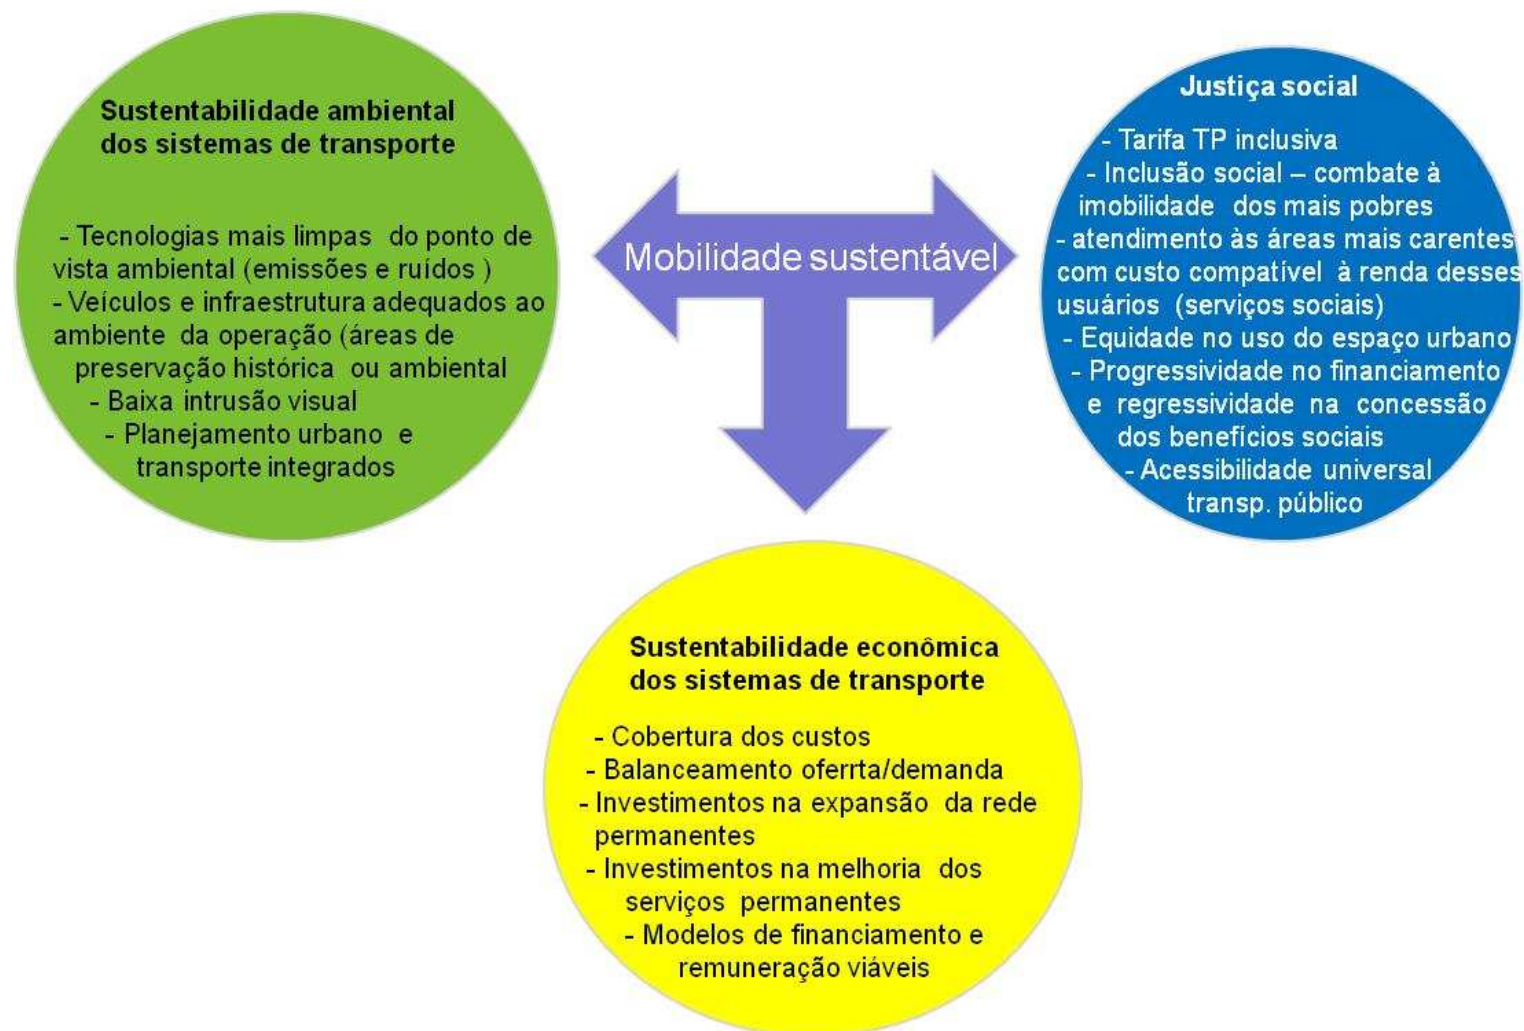 Sustentabilidade ambiental
dos sistemas de transporte
- Tecnologias mais limpas do ponto de
vista ambiental (emissões e ruídos )
- Veículos e infraestrutura adequados ao
ambiente da operação (áreas de
preservação histórica ou ambiental
- Baixa intrusão visual
- Planejamento urbano e
transporte integrados
Mobilidade sustentável
Justiça social
- Tarifa TP inclusiva
- Inclusão social – combate à
imobilidade dos mais pobres
- atendimento às áreas mais carentes
com custo compatível à renda desses
usuários (serviços sociais)
- Equidade no uso do espaço urbano
- Progressividade no financiamento
e regressividade na concessão
dos benefícios sociais
- Acessibilidade universal
transp. público
Sustentabilidade econômica
dos sistemas de transporte
- Cobertura dos custos
- Balanceamento oferrta/demanda
- Investimentos na expansão da rede
permanentes
- Investimentos na melhoria dos
serviços permanentes
- Modelos de financiamento e
remuneração viáveis